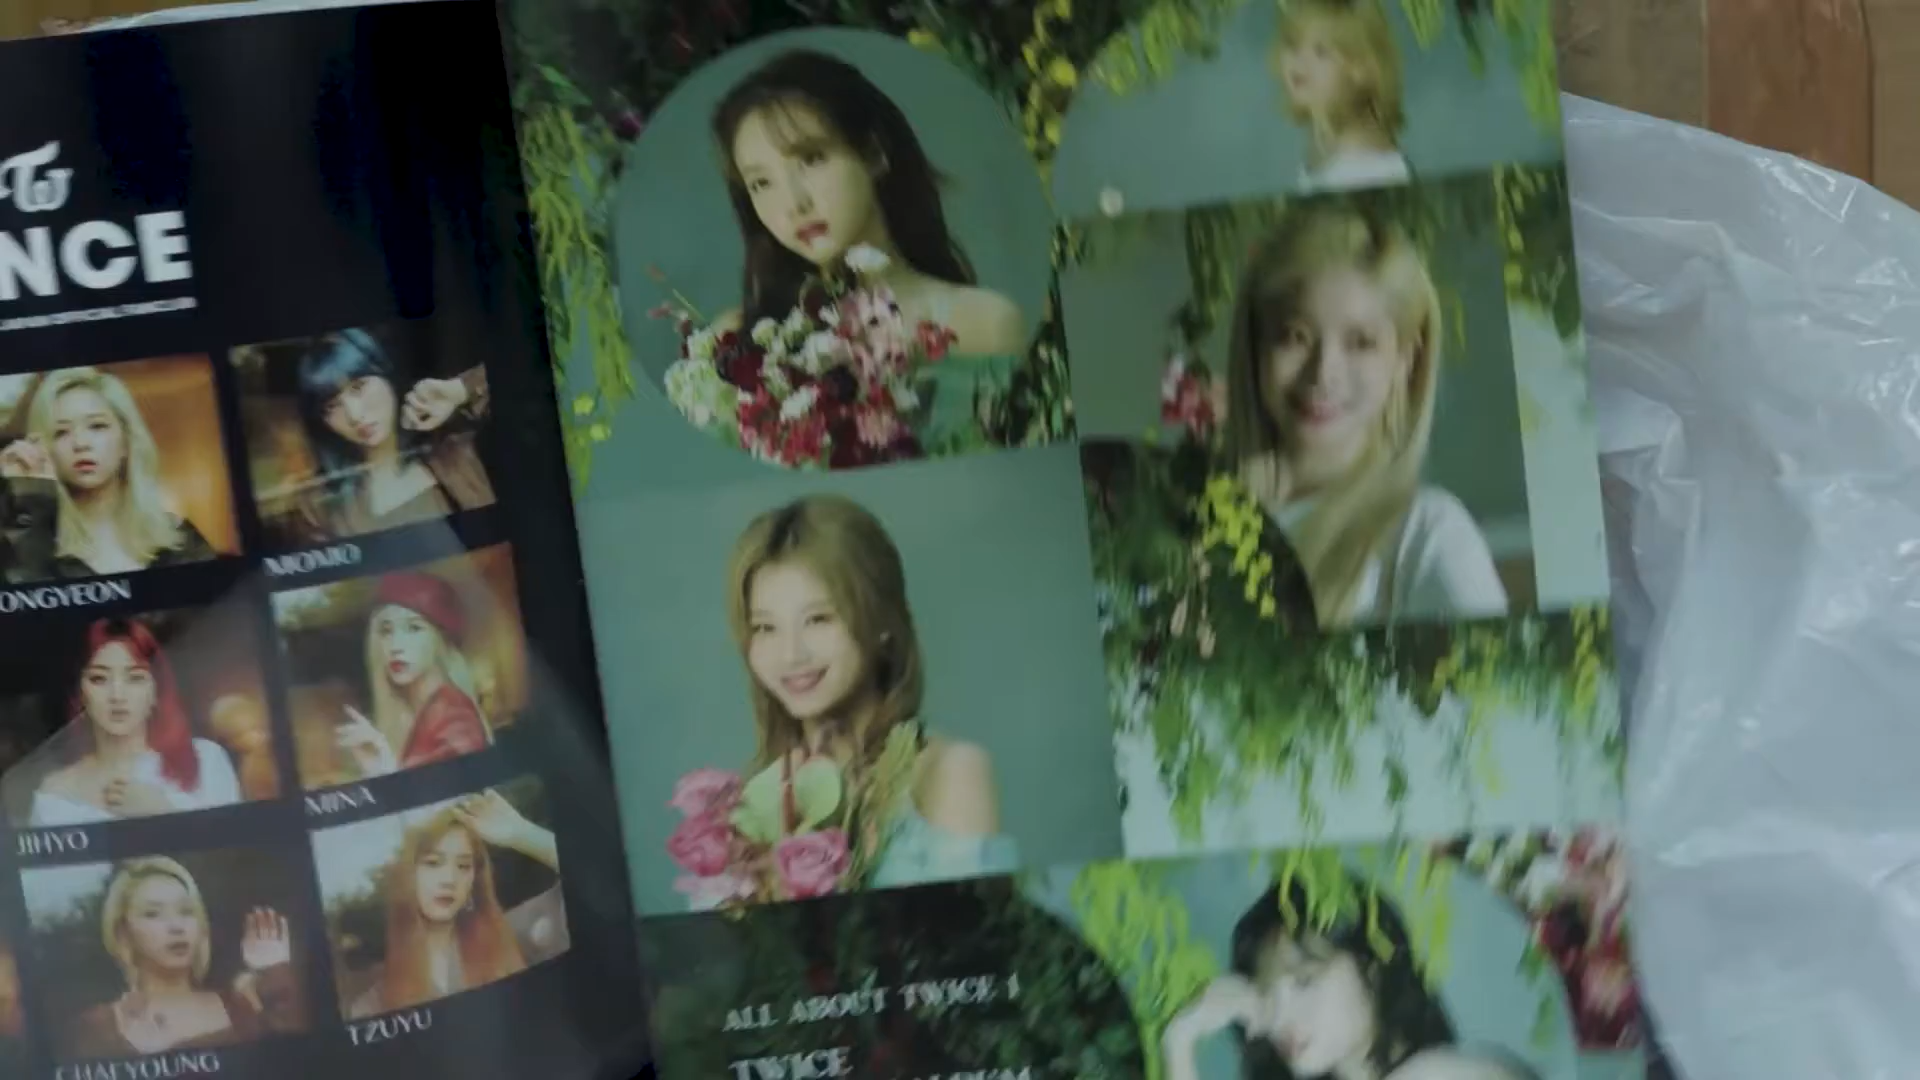 NCE
ONGYEON
MOMO
JIHYO
MINA
CHAEYOUNG
TZUYU
ALL ABOUT TWICE 1
TWICE